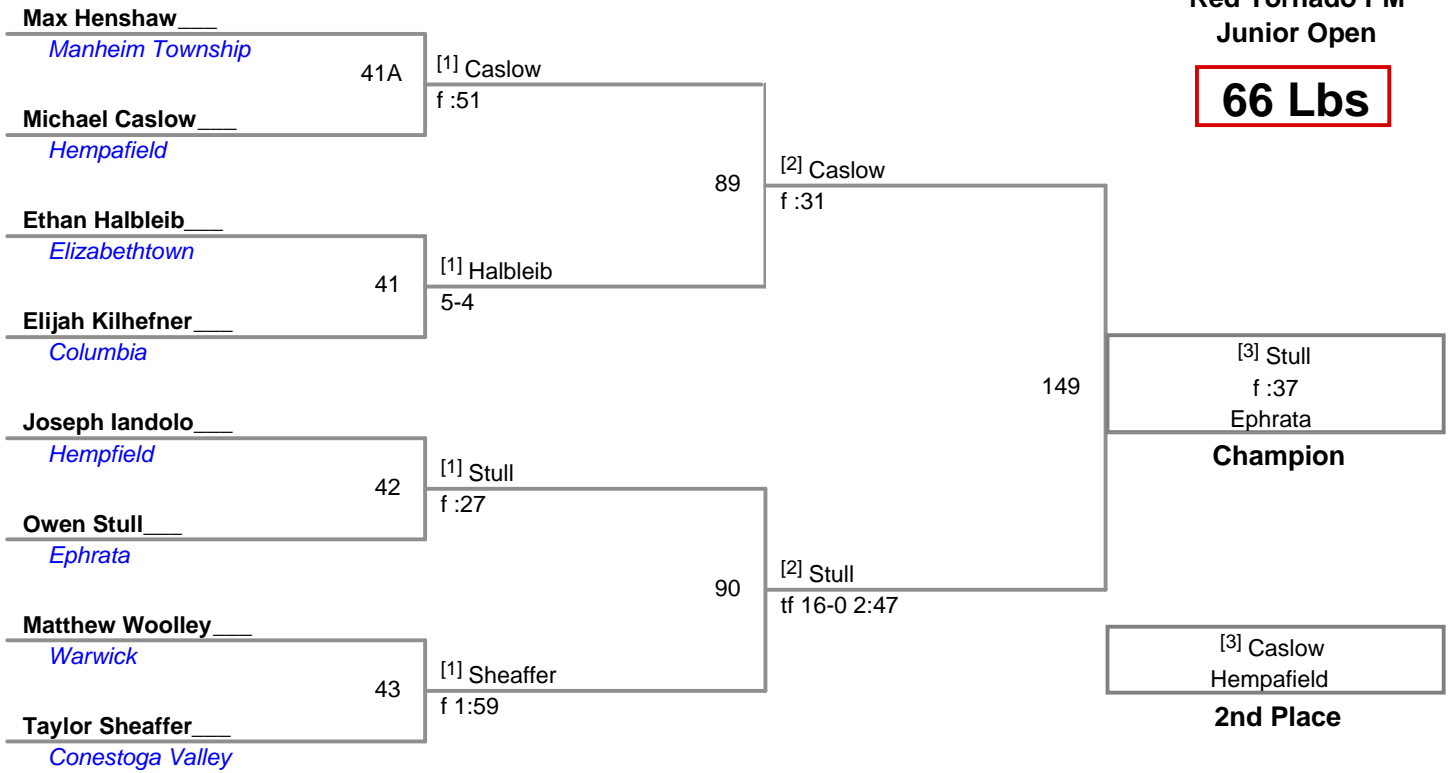 Red Tornado PM
Junior Open
66 Lbs
Max Henshaw___
Manheim Township
41A
[1] Caslow
f :51
Michael Caslow___
Hempafield
89
[2] Caslow
f :31
Ethan Halbleib___
Elizabethtown
41
[1] Halbleib
5-4
Elijah Kilhefner___
Columbia
149
[3] Stull
f :37
Ephrata
Champion
Joseph Iandolo___
Hempfield
42
[1] Stull
f :27
Owen Stull___
Ephrata
90
[2] Stull
tf 16-0 2:47
Matthew Woolley___
Warwick
43
[1] Sheaffer
f 1:59
Taylor Sheaffer___
Conestoga Valley
[3] Caslow
Hempafield
2nd Place